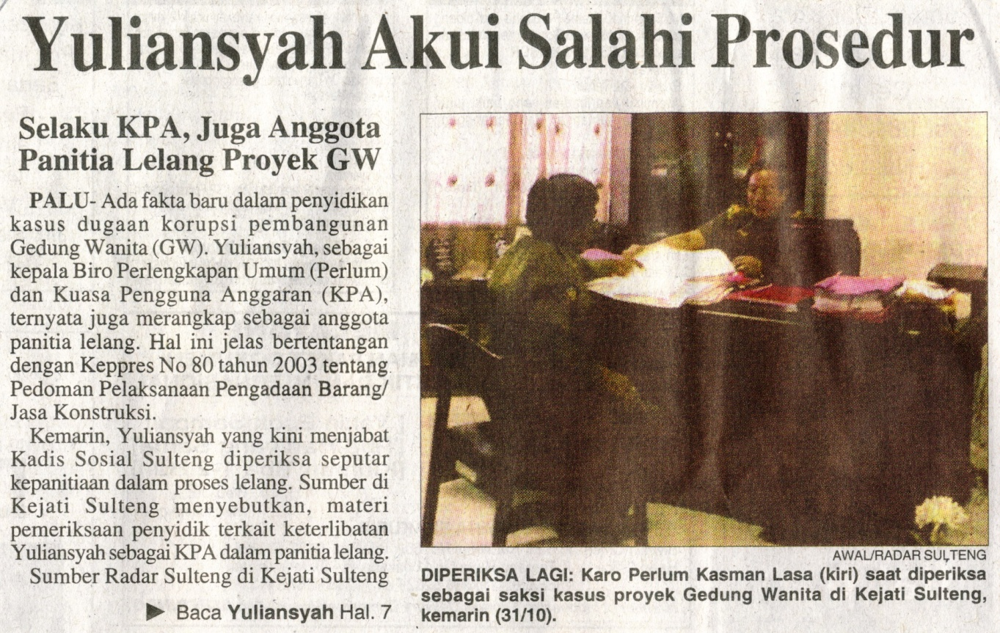 Yuliansyah Akui Salahi Prosedur
Selaku KPA, Juga Anggota
Panitia Lelang Proyek GW
PALU- Ada fakta baru dalam penyidikan
kasus dugaan korupsi pembangunan
Gedung Wanita (GW). Yuliansyah, sebagai
kepala Biro Perlengkapan Umum (Perlum)
dan Kuasa Pengguna Anggaran (KPA),
ternyata juga merangkap sebagai anggota
panitia lelang. Hal ini jelas bertentangan
dengan Keppres No 80 tahun 2003 tentang
Pedoman Pelaksanaan Pengadaan Barang/
Jasa Konstruksi.
Kemarin, Yuliansyah yang kini menjabat
Kadis Sosial Sulteng diperiksa seputar
kepanitiaan dalam proses lelang. Sumber di
Kejati Sulteng menyebutkan, materi
pemeriksaan penyidik terkait keterlibatan
Yuliansyah sebagai KPA dalam panitia lelang.
Sumber Radar Sulteng di Kejati Sulteng
▶ Baca Yuliansyah Hal. 7
AWAL/RADAR SULTENG
DIPERIKSA LAGI: Karo Perlum Kasman Lasa (kiri) saat diperiksa
sebagai saksi kasus proyek Gedung Wanita di Kejati Sulteng,
kemarin (31/10).